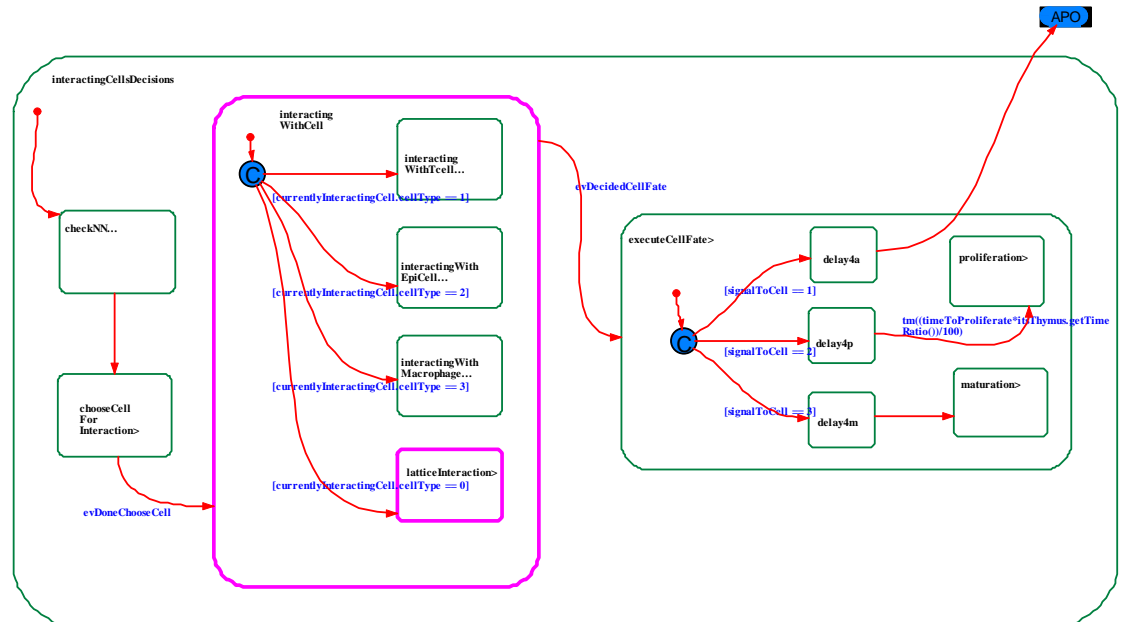 APO
interactingCellsDecisions
interacting
WithCell
C
interacting
WithTcell...
[currentlyInteractingCell.cellType == 1]
evDecidedCellFate
checkNN...
executeCellFate>
delay4a
proliferation>
interactingWith
EpiCell...
[currentlyInteractingCell.cellType == 2]
[signalToCell == 1]
tm((timeToProliferate*itsThymus.getTime
Ratio())/100)
C
delay4p
[signalToCell == 2]
interactingWith
Macrophage...
[currentlyInteractingCell.cellType == 3]
maturation>
chooseCell
For
Interaction>
[signalToCell == 3]
delay4m
latticeInteraction>
[currentlyInteractingCell.cellType == 0]
evDoneChooseCell